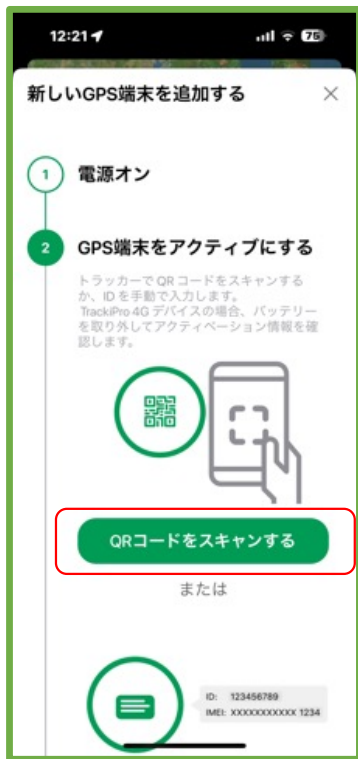 12:21
75
新しいGPS端末を追加する
1
電源オン
2
GPS端末をアクティブにする
トラッカーで QR コードをスキャンする
か、ID を手動で入力します。
TrackiPro 4G デバイスの場合、バッテリー
を取り外してアクティベーション情報を確
認します。
QRコードをスキャンする
または
ID: 123456789
IMEI: XXXXXXXXXXX 1234